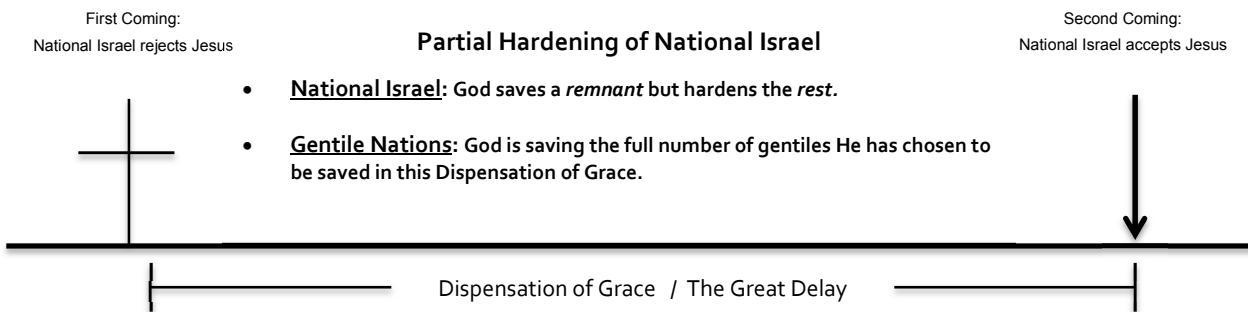 First Coming:
National Israel rejects Jesus
Partial Hardening of National Israel
Second Coming:
National Israel accepts Jesus
• National Israel: God saves a remnant but hardens the rest.
• Gentile Nations: God is saving the full number of gentiles He has chosen to
be saved in this Dispensation of Grace.
Dispensation of Grace / The Great Delay